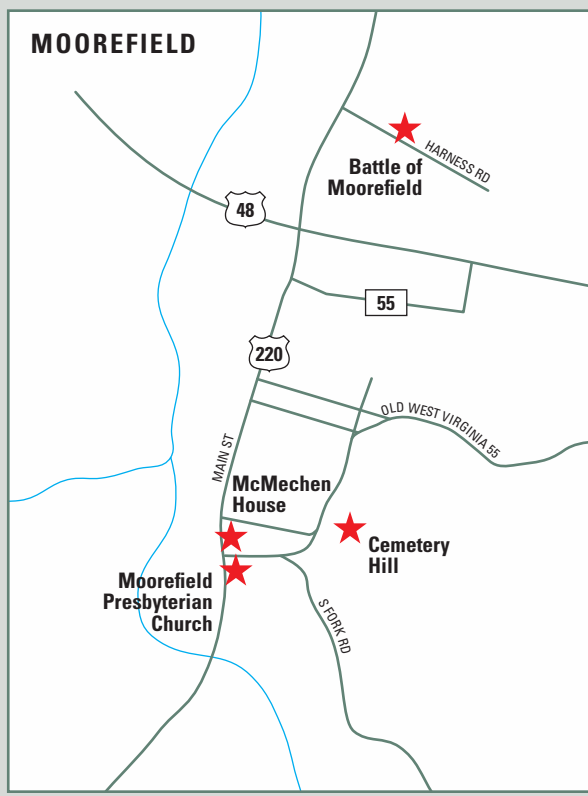 MOOREFIELD
HARNESS RD
Battle of
Moorefield
48
55
220
OLD WEST VIRGINIA 55
MAIN ST
McMechen
House
Cemetery
Hill
Moorefield
Presbyterian
Church
S FORK RD